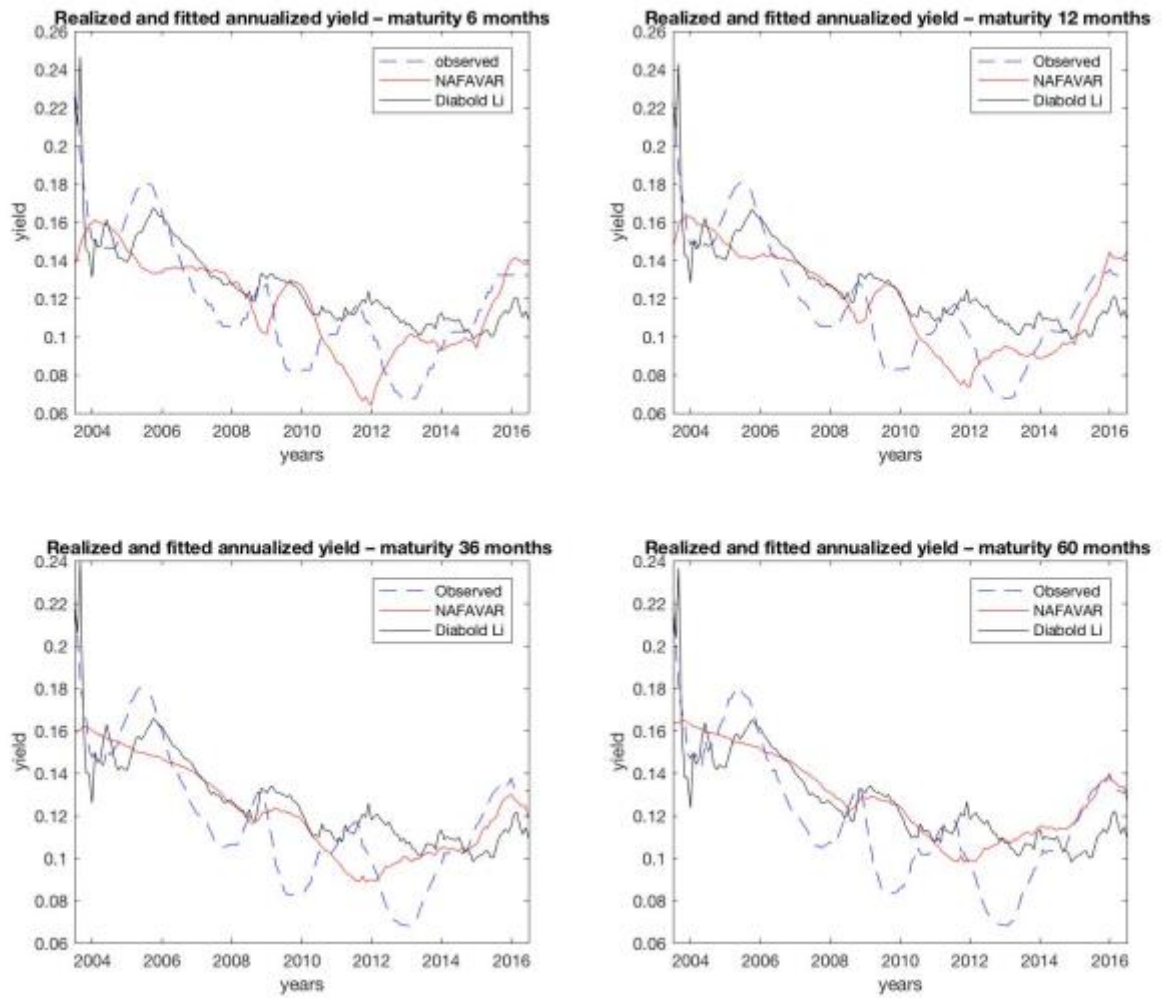 Realized and fitted annualized yield – maturity 6 months
0.26
0.24
0.22
0.2
0.18
0.16
0.14
0.12
0.1
0.08
0.06
yield
observed
NAFAVAR
Diabold Li
2004 2006 2008 2010 2012 2014 2016
years
Realized and fitted annualized yield – maturity 12 months
0.26
0.24
0.22
0.2
0.18
0.16
0.14
0.12
0.1
0.08
0.06
yield
Observed
NAFAVAR
Diabold Li
2004 2006 2008 2010 2012 2014 2016
years
Realized and fitted annualized yield – maturity 36 months
0.24
0.22
0.2
0.18
0.16
0.14
0.12
0.1
0.08
0.06
yield
Observed
NAFAVAR
Diabold Li
2004 2006 2008 2010 2012 2014 2016
years
Realized and fitted annualized yield – maturity 60 months
0.24
0.22
0.2
0.18
0.16
0.14
0.12
0.1
0.08
0.06
yield
Observed
NAFAVAR
Diabold Li
2004 2006 2008 2010 2012 2014 2016
years